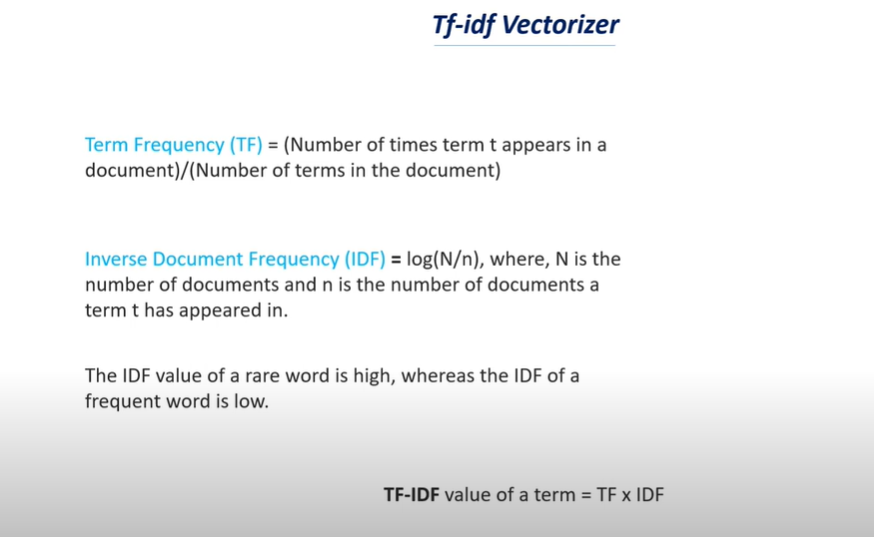 Tf-idf Vectorizer
Term Frequency (TF) = (Number of times term t appears in a
document)/(Number of terms in the document)
Inverse Document Frequency (IDF) = log(N/n), where, N is the
number of documents and n is the number of documents a
term t has appeared in.
The IDF value of a rare word is high, whereas the IDF of a
frequent word is low.
TF-IDF value of a term = TF x IDF